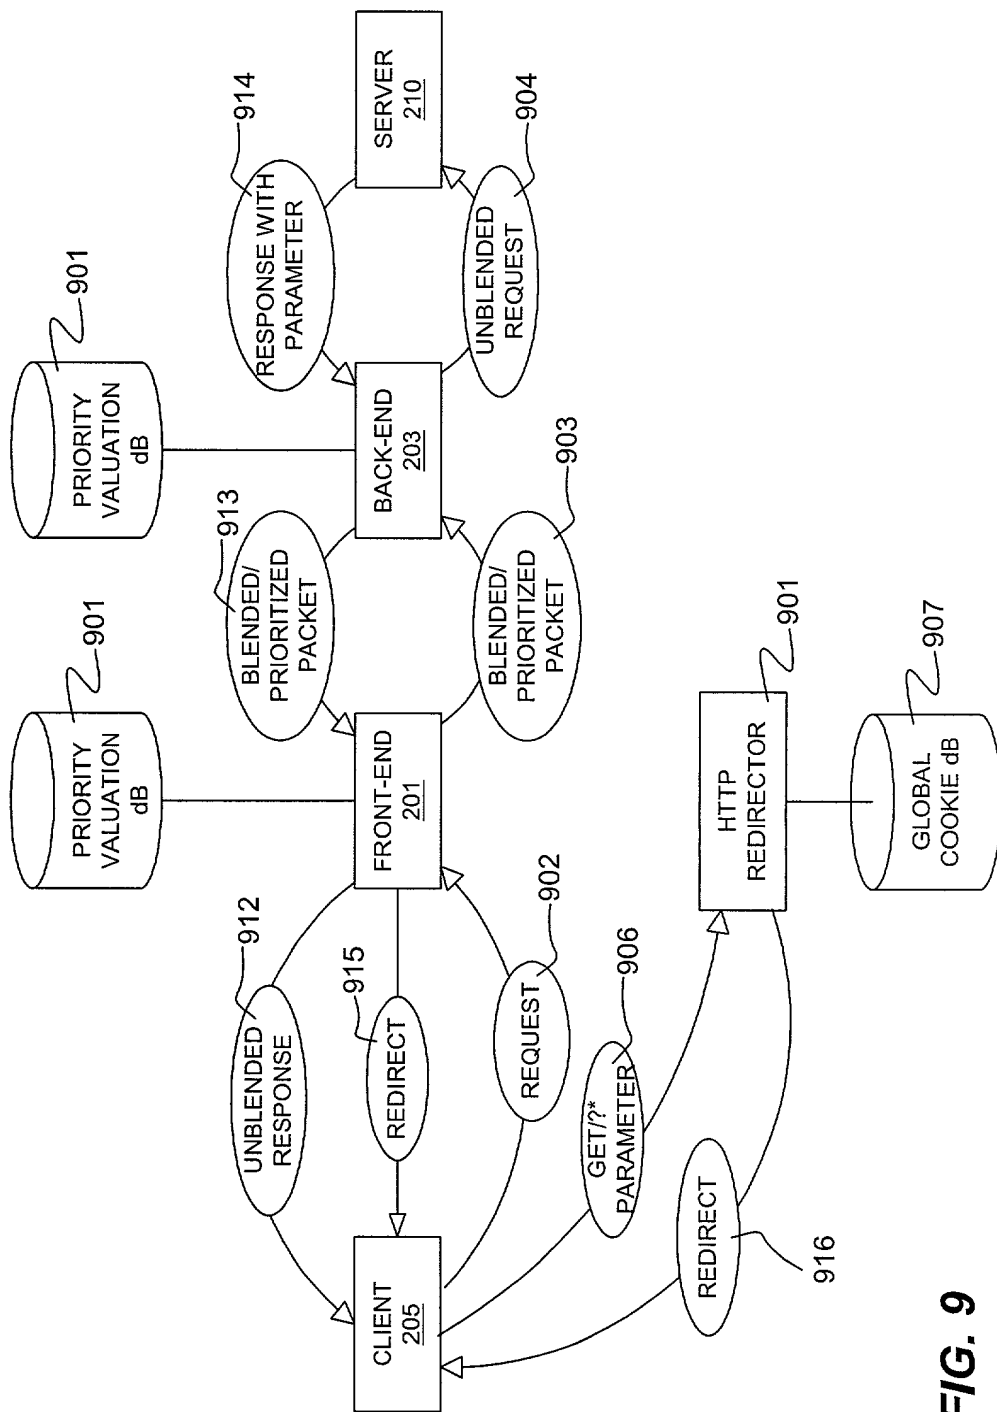 901
PRIORITY
VALUATION
dB
901
PRIORITY
VALUATION
dB
912
UNBLENDED
RESPONSE
913
BLENDED/
PRIORITIZED
PACKET
914
RESPONSE WITH
PARAMETER
915
REDIRECT
CLIENT
205
FRONT-END
201
BACK-END
203
SERVER
210
902
REQUEST
BLENDED/
PRIORITIZED
PACKET
903
UNBLENDED
REQUEST
904
906
GET/?*
PARAMETER
REDIRECT
916
HTTP
REDIRECTOR
901
GLOBAL
COOKIE dB
907
FIG. 9